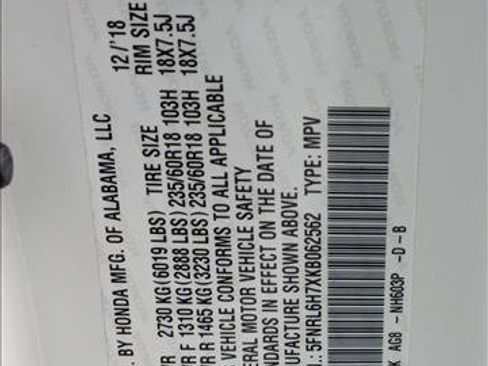 . BY HONDA MFG. OF ALABAMA, LLC 12/'18
VR 2730 KG(6019 LBS) TIRE SIZE RIM SIZE
VR F 1310 KG(2888 LBS) 235/60R18 103H 18X7.5J
VR R 1465 KG(3230 LBS) 235/60R18 103H 18X7.5J
VEHICLE CONFORMS TO ALL APPLICABLE
ERAL MOTOR VEHICLE SAFETY
NDARDS IN EFFECT ON THE DATE OF
UFACTURE SHOWN ABOVE.
.: 5FNRL6H7XKB062562 TYPE: MPV
K AG8 - NH603P -D-B